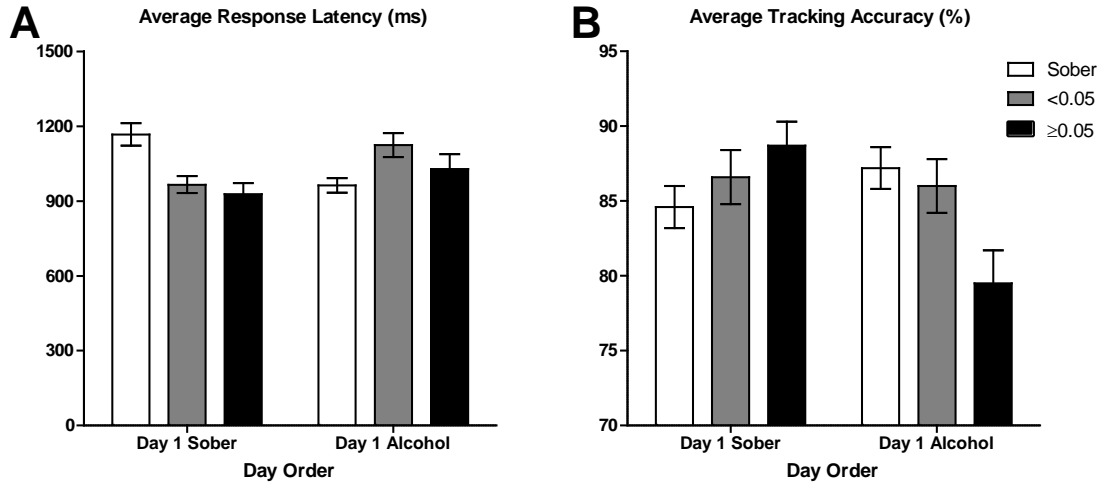 A
Average Response Latency (ms)
1500
1200
900
600
300
0
Day 1 Sober
Day 1 Alcohol
Day Order
B
Average Tracking Accuracy (%)
95
90
85
80
75
70
Day 1 Sober
Day 1 Alcohol
Day Order
Sober
<0.05
≥0.05